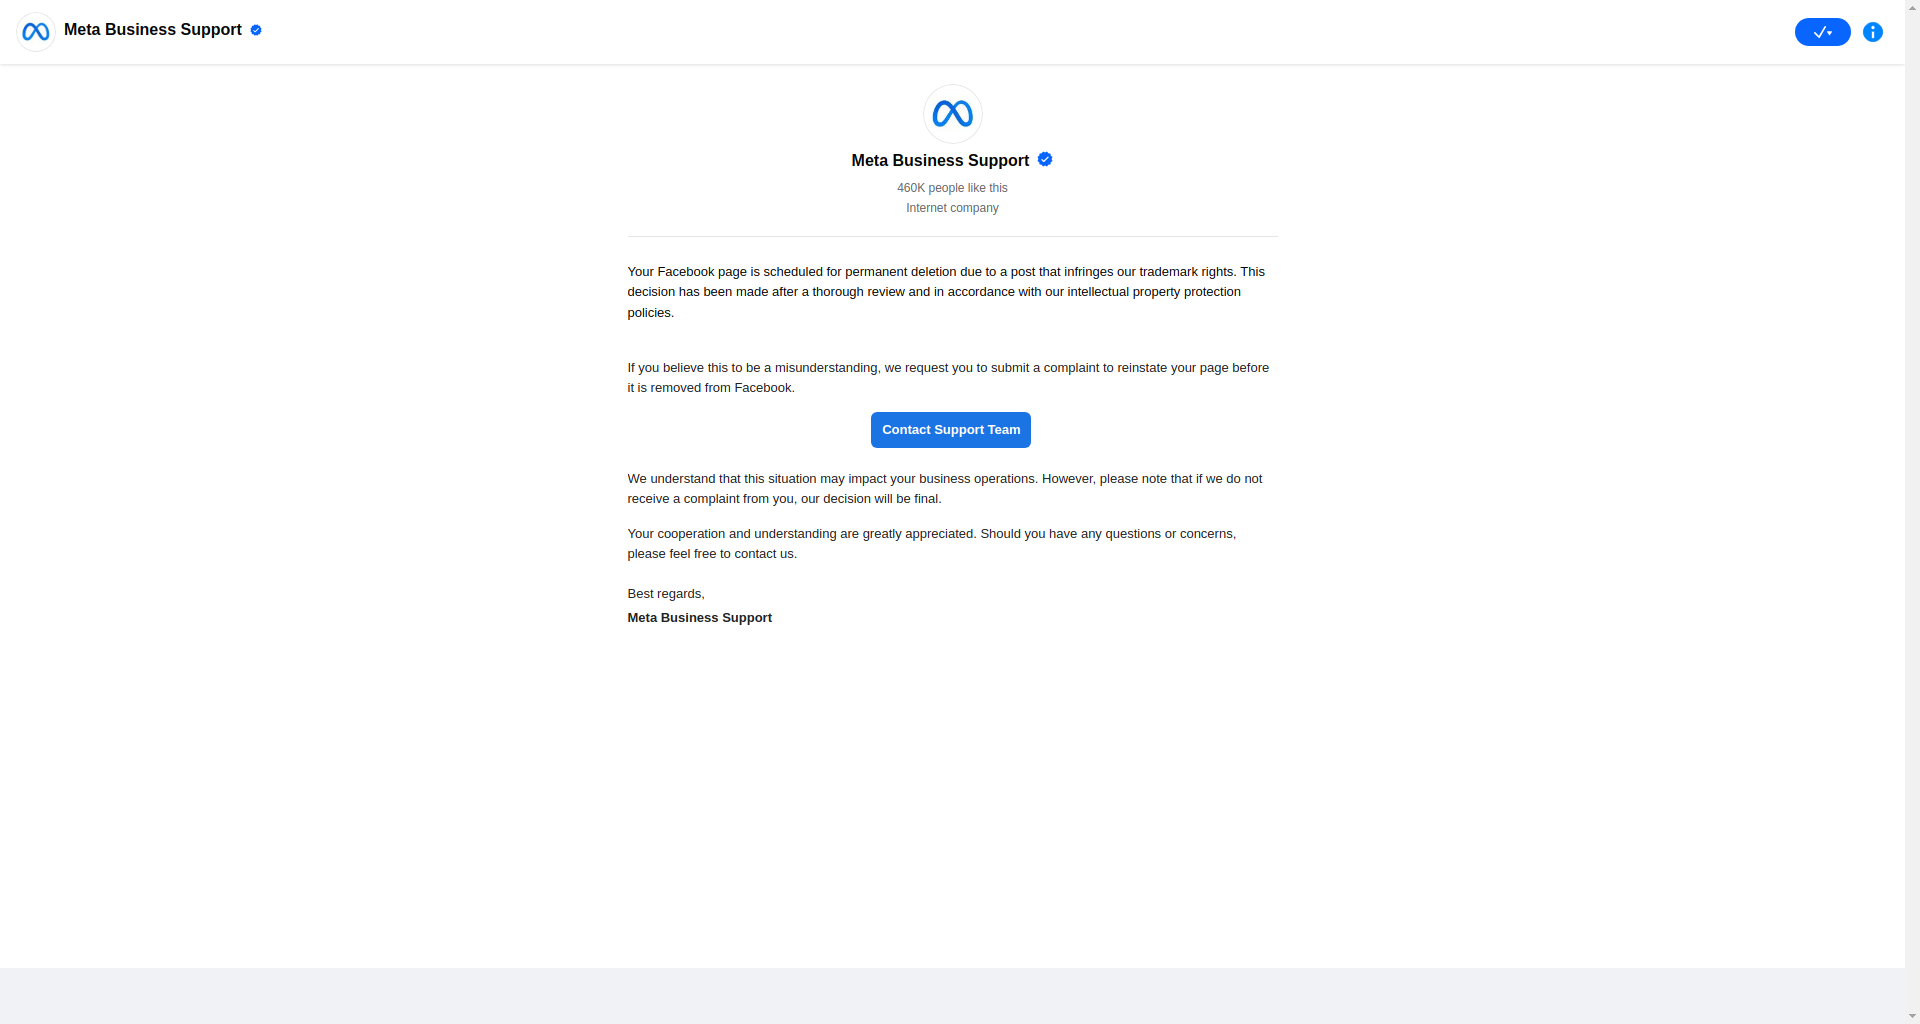 Meta Business Support
Meta Business Support
460K people like this
Internet company
Your Facebook page is scheduled for permanent deletion due to a post that infringes our trademark rights. This
decision has been made after a thorough review and in accordance with our intellectual property protection
policies.
If you believe this to be a misunderstanding, we request you to submit a complaint to reinstate your page before
it is removed from Facebook.
Contact Support Team
We understand that this situation may impact your business operations. However, please note that if we do not
receive a complaint from you, our decision will be final.
Your cooperation and understanding are greatly appreciated. Should you have any questions or concerns,
please feel free to contact us.
Best regards,
Meta Business Support